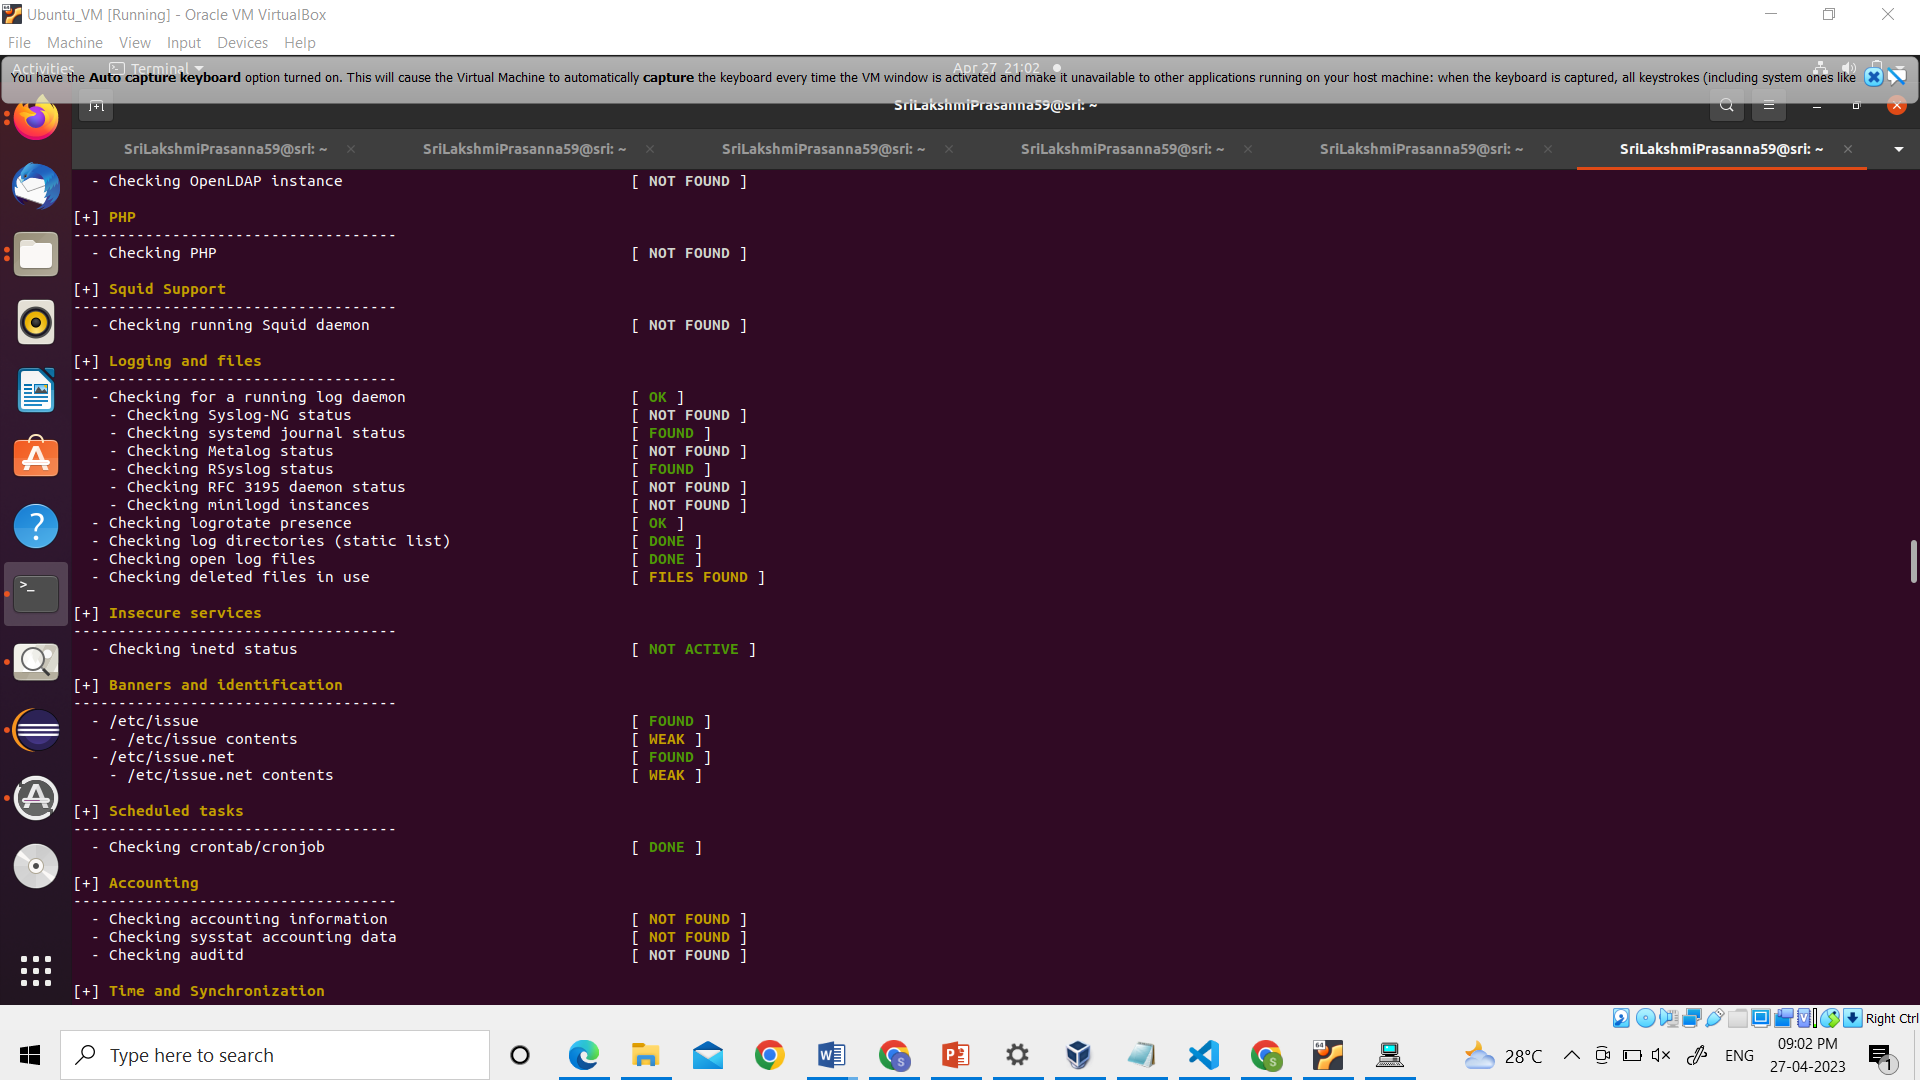 Ubuntu_VM [Running] - Oracle VM VirtualBox
File Machine View Input Devices Help
Activities Terminal Apr 27 21:02
You have the Auto capture keyboard option turned on. This will cause the Virtual Machine to automatically capture the keyboard every time the VM window is activated and make it unavailable to other applications running on your host machine: when the keyboard is captured, all keystrokes (including system ones like
SriLakshmiPrasanna59@sri: ~
SriLakshmiPrasanna59@sri: ~ SriLakshmiPrasanna59@sri: ~ SriLakshmiPrasanna59@sri: ~ SriLakshmiPrasanna59@sri: ~ SriLakshmiPrasanna59@sri: ~ SriLakshmiPrasanna59@sri: ~
- Checking OpenLDAP instance [ NOT FOUND ]
[+] PHP
------------------------------------
- Checking PHP [ NOT FOUND ]
[+] Squid Support
------------------------------------
- Checking running Squid daemon [ NOT FOUND ]
[+] Logging and files
------------------------------------
- Checking for a running log daemon [ OK ]
- Checking Syslog-NG status [ NOT FOUND ]
- Checking systemd journal status [ FOUND ]
- Checking Metalog status [ NOT FOUND ]
- Checking RSyslog status [ FOUND ]
- Checking RFC 3195 daemon status [ NOT FOUND ]
- Checking minilogd instances [ NOT FOUND ]
- Checking logrotate presence [ OK ]
- Checking log directories (static list) [ DONE ]
- Checking open log files [ DONE ]
- Checking deleted files in use [ FILES FOUND ]
[+] Insecure services
------------------------------------
- Checking inetd status [ NOT ACTIVE ]
[+] Banners and identification
------------------------------------
- /etc/issue [ FOUND ]
- /etc/issue contents [ WEAK ]
- /etc/issue.net [ FOUND ]
- /etc/issue.net contents [ WEAK ]
[+] Scheduled tasks
------------------------------------
- Checking crontab/cronjob [ DONE ]
[+] Accounting
------------------------------------
- Checking accounting information [ NOT FOUND ]
- Checking sysstat accounting data [ NOT FOUND ]
- Checking auditd [ NOT FOUND ]
[+] Time and Synchronization
Right Ctrl
Type here to search
28°C
ENG
09:02 PM
27-04-2023
1